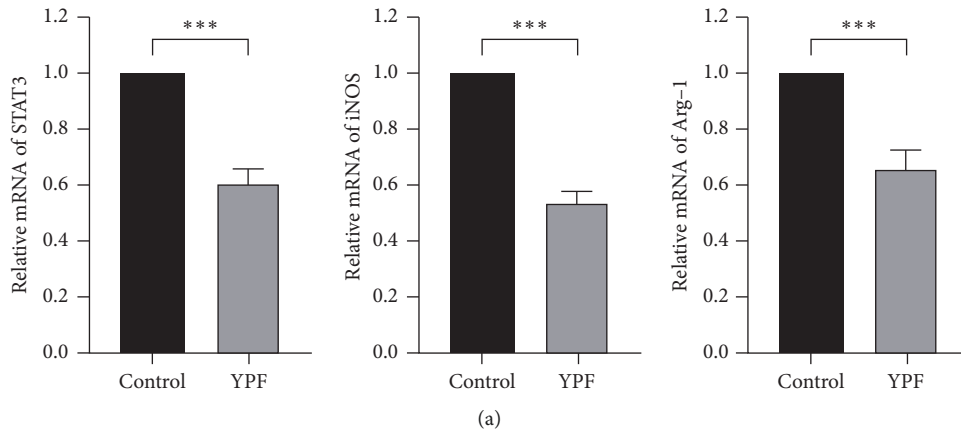 Relative mRNA of STAT3
1.2
1.0
0.8
0.6
0.4
0.2
0.0
***
Control
YPF
Relative mRNA of iNOS
1.2
1.0
0.8
0.6
0.4
0.2
0.0
***
Control
YPF
Relative mRNA of Arg–1
1.2
1.0
0.8
0.6
0.4
0.2
0.0
***
Control
YPF
(a)